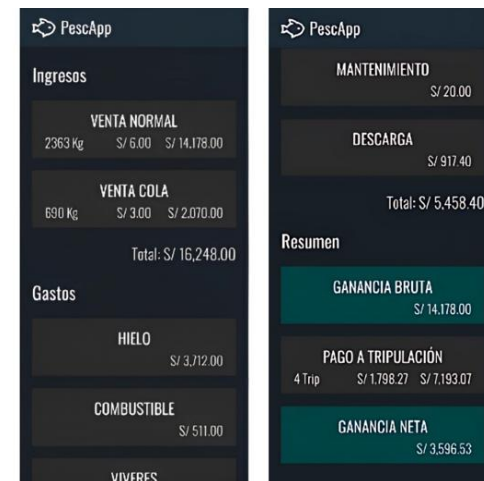 PescApp
Ingresos
VENTA NORMAL
2363 Kg S/ 6.00 S/ 14,178.00
VENTA COLA
690 Kg S/ 3.00 S/ 2,070.00
Total: S/ 16,248.00
Gastos
HIELO
S/ 3,712.00
COMBUSTIBLE
S/ 511.00
VIVERES
PescApp
MANTENIMIENTO
S/ 20.00
DESCARGA
S/ 917.40
Total: S/ 5,458.40
Resumen
GANANCIA BRUTA
S/ 14,178.00
PAGO A TRIPULACIÓN
4 Trip S/ 1,798.27 S/ 7,193.07
GANANCIA NETA
S/ 3,596.53